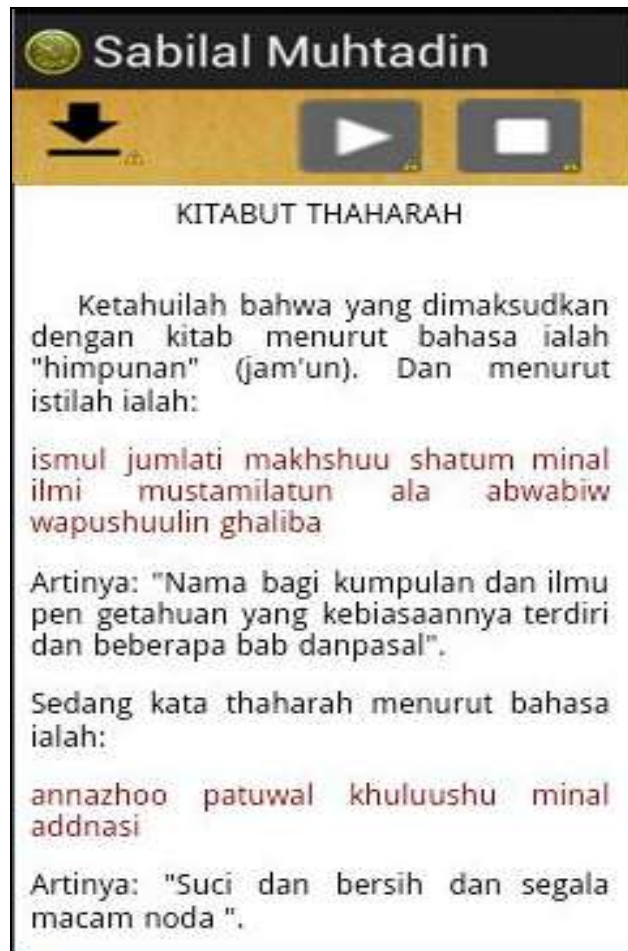 Sabilal Muhtadin
KITABUT THAHARAH
Ketahuilah bahwa yang dimaksudkan
dengan kitab menurut bahasa ialah
"himpunan" (jam'un). Dan menurut
istilah ialah:
ismul jumlati makhshuu shatum minal
ilmi mustamilatun ala abwabiw
wapushuulin ghaliba
Artinya: "Nama bagi kumpulan dan ilmu
pen getahuan yang kebiasaannya terdiri
dan beberapa bab danpasal".
Sedang kata thaharah menurut bahasa
ialah:
annazhoo patuwal khuluushu minal
addnasi
Artinya: "Suci dan bersih dan segala
macam noda ".